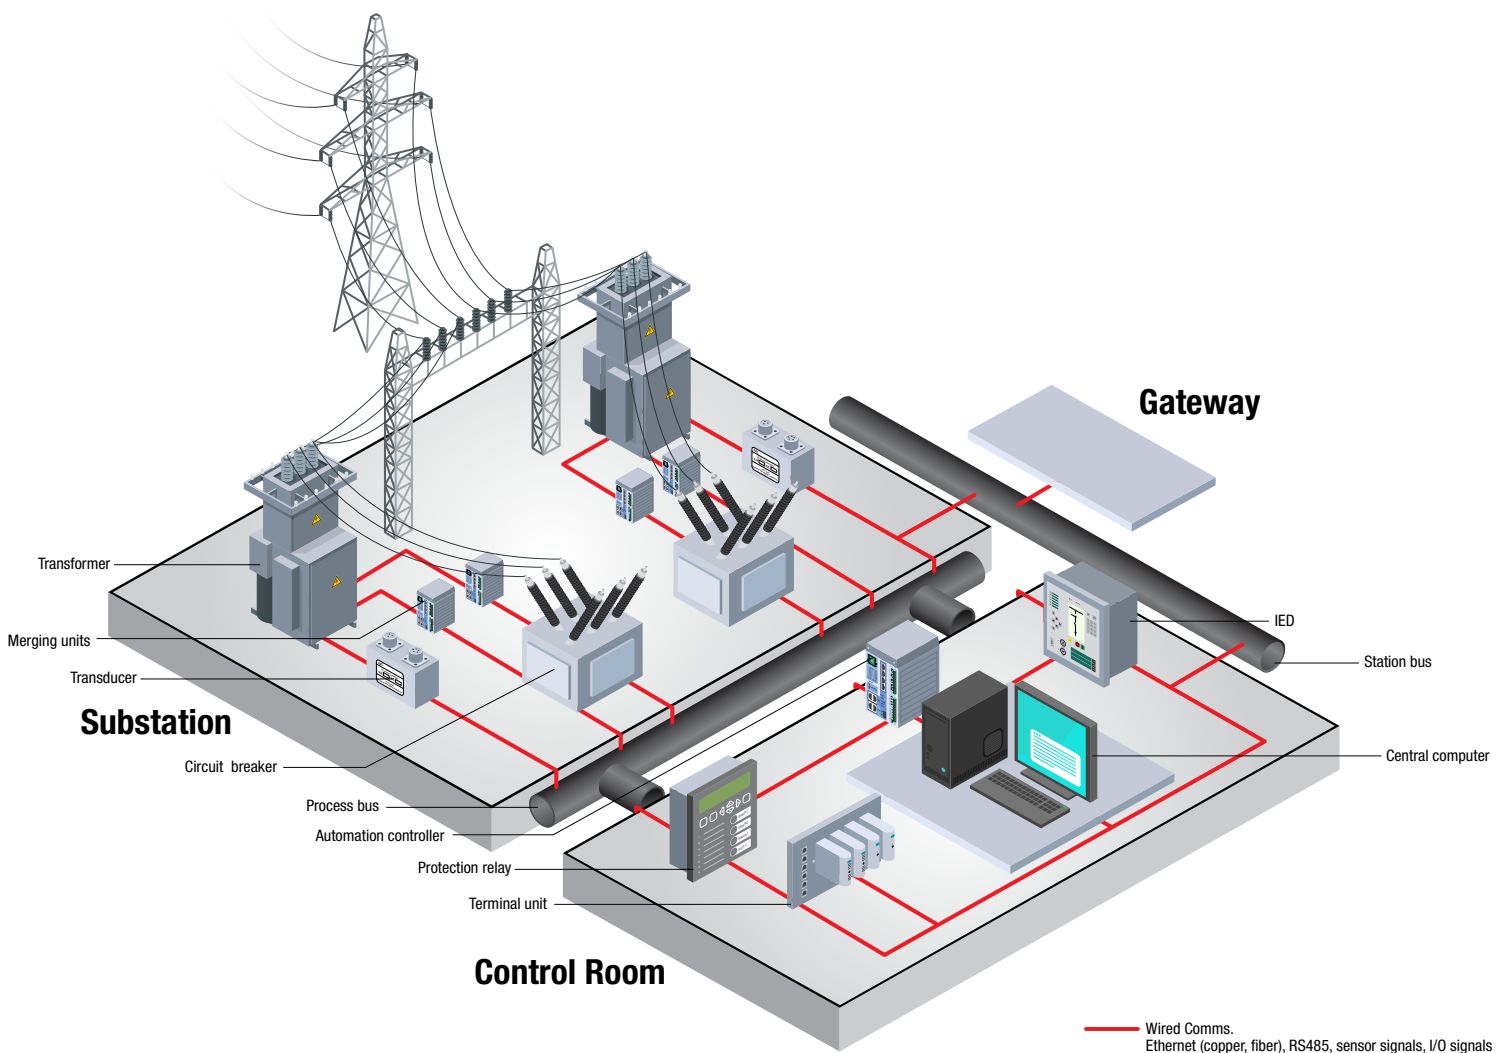 Gateway
Transformer
IED
Merging units
Station bus
Transducer
Substation
Central computer
Circuit breaker
Process bus
Automation controller
Protection relay
Terminal unit
Control Room
Wired Comms.
Ethernet (copper, fiber), RS485, sensor signals, I/O signals